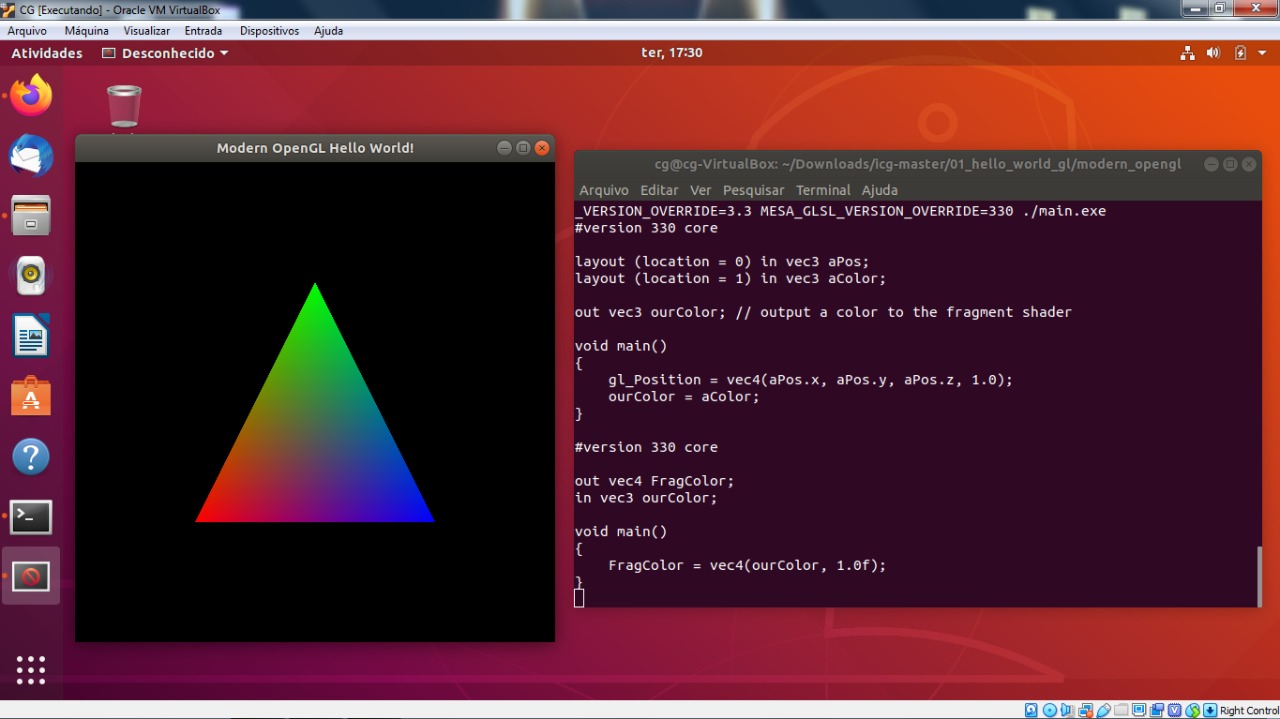 CG [Executando] - Oracle VM VirtualBox
Arquivo Máquina Visualizar Entrada Dispositivos Ajuda
Atividades Desconhecido ter, 17:30
Modern OpenGL Hello World!
cg@cg-VirtualBox: ~/Downloads/icg-master/01_hello_world_gl/modern_opengl
Arquivo Editar Ver Pesquisar Terminal Ajuda
_VERSION_OVERRIDE=3.3 MESA_GLSL_VERSION_OVERRIDE=330 ./main.exe
#version 330 core
layout (location = 0) in vec3 aPos;
layout (location = 1) in vec3 aColor;
out vec3 ourColor; // output a color to the fragment shader
void main()
{
    gl_Position = vec4(aPos.x, aPos.y, aPos.z, 1.0);
    ourColor = aColor;
}
#version 330 core
out vec4 FragColor;
in vec3 ourColor;
void main()
{
    FragColor = vec4(ourColor, 1.0f);
}
Right Control